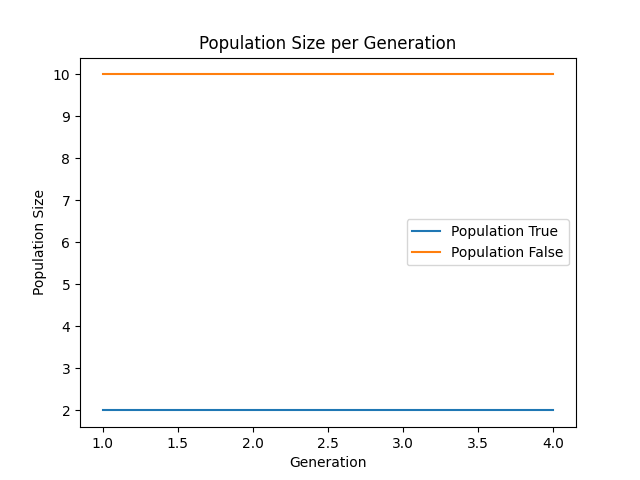 Population Size per Generation
Population Size
10
9
8
7
6
5
4
3
2
Population True
Population False
1.0 1.5 2.0 2.5 3.0 3.5 4.0
Generation